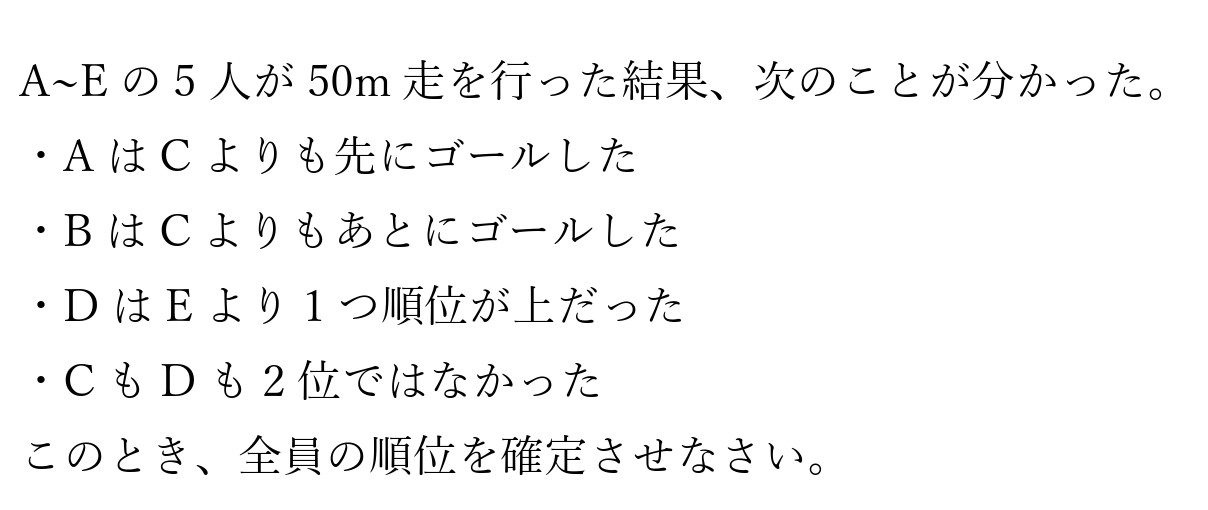 A~E の 5 人が 50m 走を行った結果、次のことが分かった。
・A は C よりも先にゴールした
・B は C よりもあとにゴールした
・D は E より 1 つ順位が上だった
・C も D も 2 位ではなかった
このとき、全員の順位を確定させなさい。